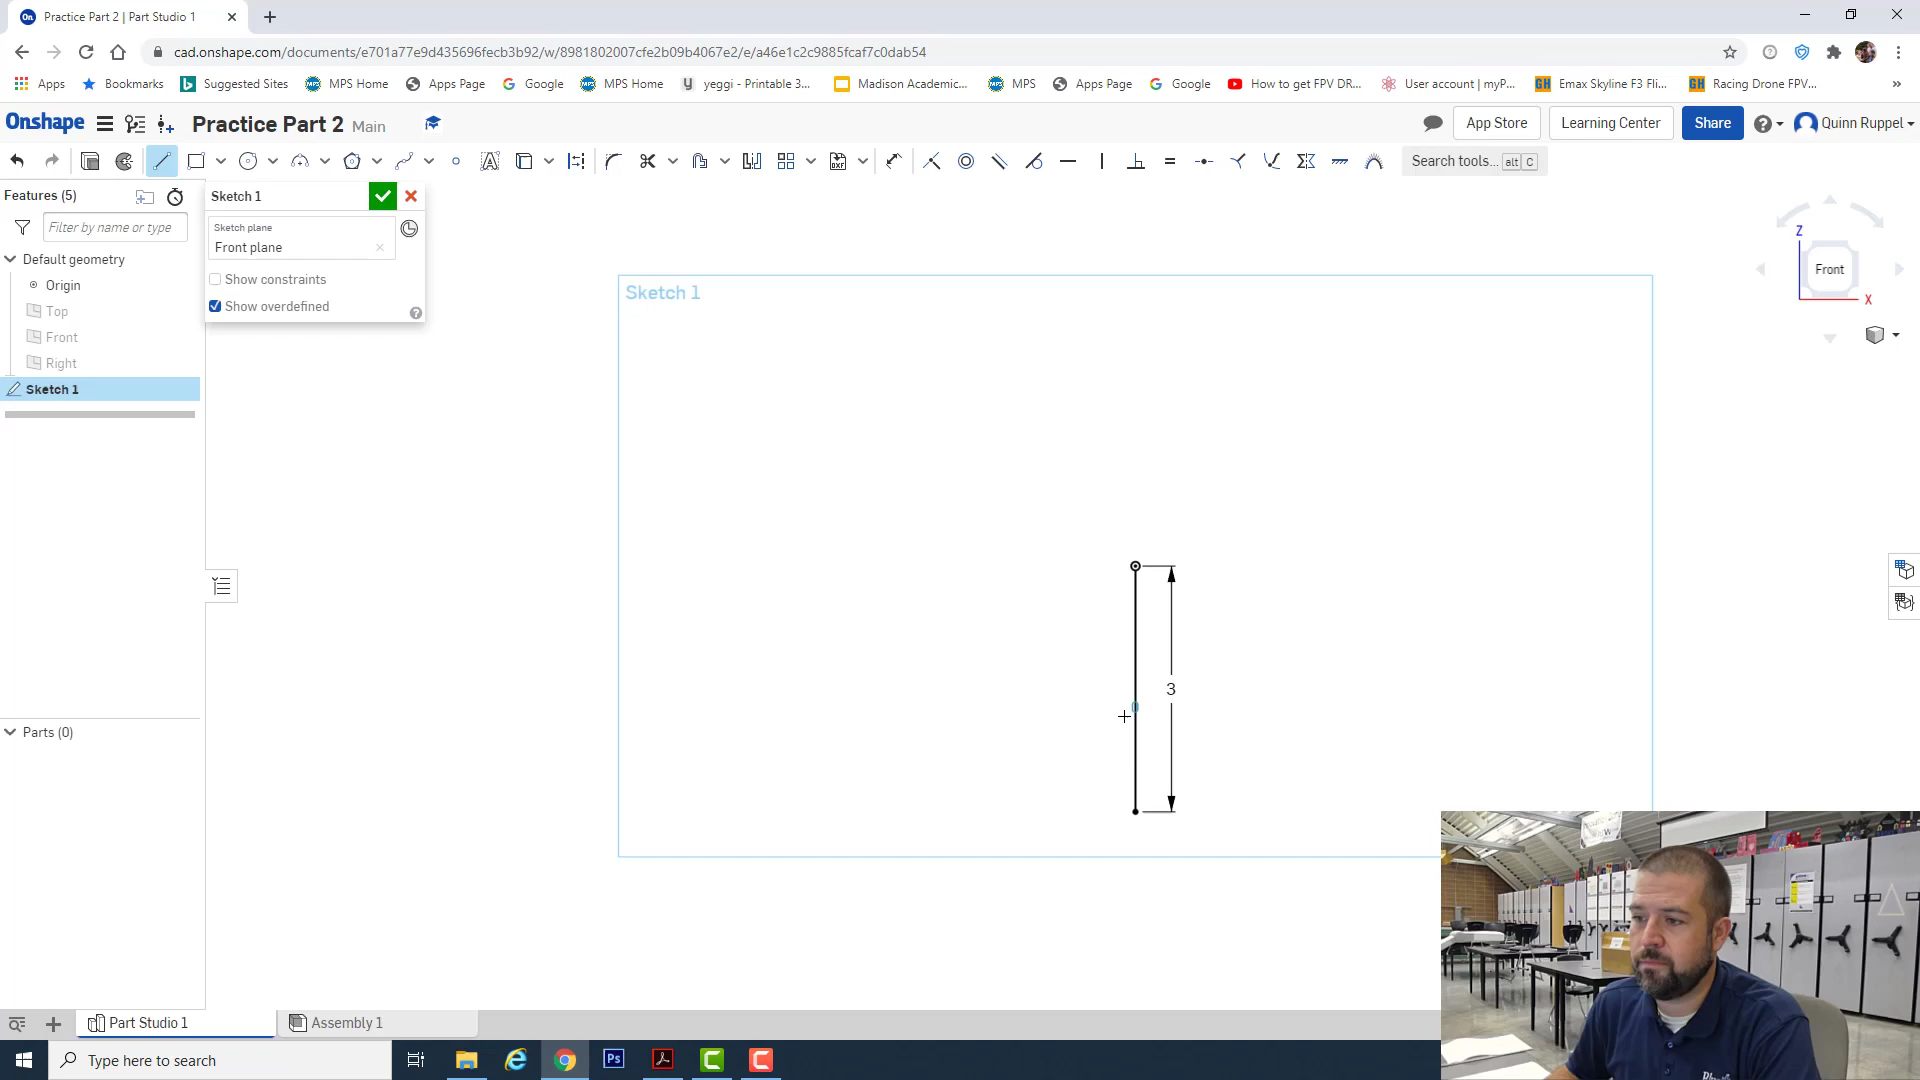 Practice Part 2 | Part Studio 1
cad.onshape.com/documents/e701a77e9d435696fecb3b92/w/8981802007cfe2b09b4067e2/e/a46e1c2c9885fcaf7c0dab54
Apps Bookmarks Suggested Sites MPS Home Apps Page Google MPS Home yeggi - Printable 3... Madison Academic... MPS Apps Page Google How to get FPV DR... User account | myP... Emax Skyline F3 Fli... Racing Drone FPV...
Onshape Practice Part 2 Main App Store Learning Center Share Quinn Ruppel
Search tools... alt C
Features (5)
Filter by name or type
Default geometry
Origin
Top
Front
Right
Sketch 1
Parts (0)
Sketch 1
Sketch plane
Front plane
Show constraints
Show overdefined
Sketch 1
3
Z
Front
X
Part Studio 1 Assembly 1
Type here to search
Ps